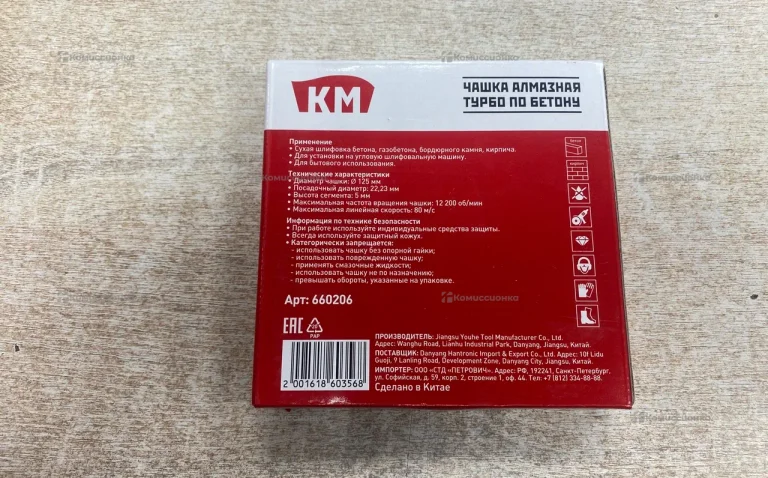 КМ
ЧАШКА АЛМАЗНАЯ
ТУРБО ПО БЕТОНУ
Применение
• Сухая шлифовка бетона, газобетона, бордюрного камня, кирпича.
• Для установки на угловую шлифовальную машину.
• Для бытового использования.
Технические характеристики
• Диаметр чашки: Ø 125 мм
• Посадочный диаметр: 22,23 мм
• Высота сегмента: 5 мм
• Максимальная частота вращения чашки: 12 200 об/мин
• Максимальная линейная скорость: 80 м/с
Информация по технике безопасности
• При работе используйте индивидуальные средства защиты.
• Всегда используйте защитный кожух.
• Категорически запрещается:
- использовать чашку без опорной гайки;
- использовать поврежденную чашку;
- применять смазочные жидкости;
- использовать чашку не по назначению;
- превышать обороты, указанные на упаковке.
Арт: 660206
EAC
PAP
2 001618 603568
ПРОИЗВОДИТЕЛЬ: Jiangsu Youhe Tool Manufacturer Co., Ltd.
Адрес: Wanghu Road, Lianhu Industrial Park, Danyang, Jiangsu, Китай.
ПОСТАВЩИК: Danyang Hantronic Import & Export Co., Ltd. Адрес: 10f Lidu
Guoji, 9 Lanling Road, Development Zone, Danyang City, Jiangsu, Китай.
ИМПОРТЕР: ООО «СТД «ПЕТРОВИЧ». Адрес: РФ, 192241, Санкт-Петербург,
ул. Софийская, д. 59, корп. 2, строение 1, оф. 44. Тел: +7 (812) 334-88-88.
Сделано в Китае
Комиссионка
Комиссионка
Комиссионка
Комиссионка
Комиссионка
Комиссионка
Комиссионка
Комиссионка